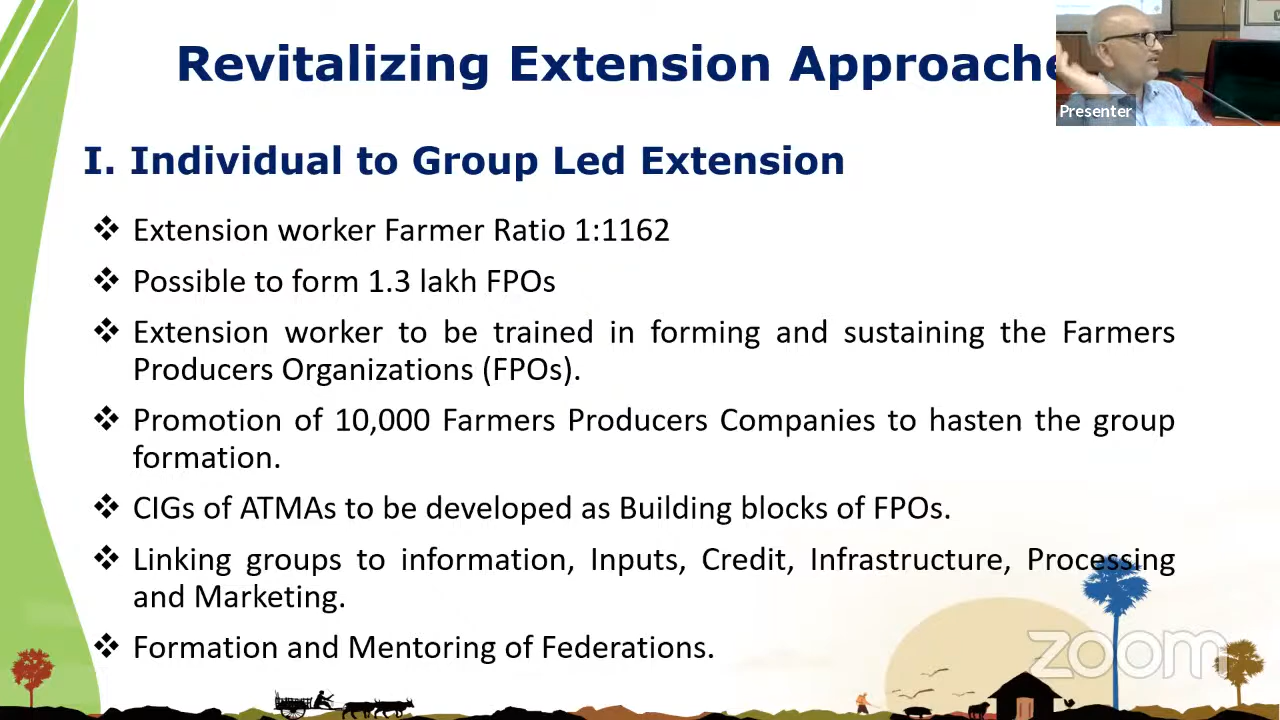 Revitalizing Extension Approache
Presenter
I. Individual to Group Led Extension
❖ Extension worker Farmer Ratio 1:1162
❖ Possible to form 1.3 lakh FPOs
❖ Extension worker to be trained in forming and sustaining the Farmers
Producers Organizations (FPOs).
❖ Promotion of 10,000 Farmers Producers Companies to hasten the group
formation.
❖ CIGs of ATMAs to be developed as Building blocks of FPOs.
❖ Linking groups to information, Inputs, Credit, Infrastructure, Processing
and Marketing.
❖ Formation and Mentoring of Federations.
zoom